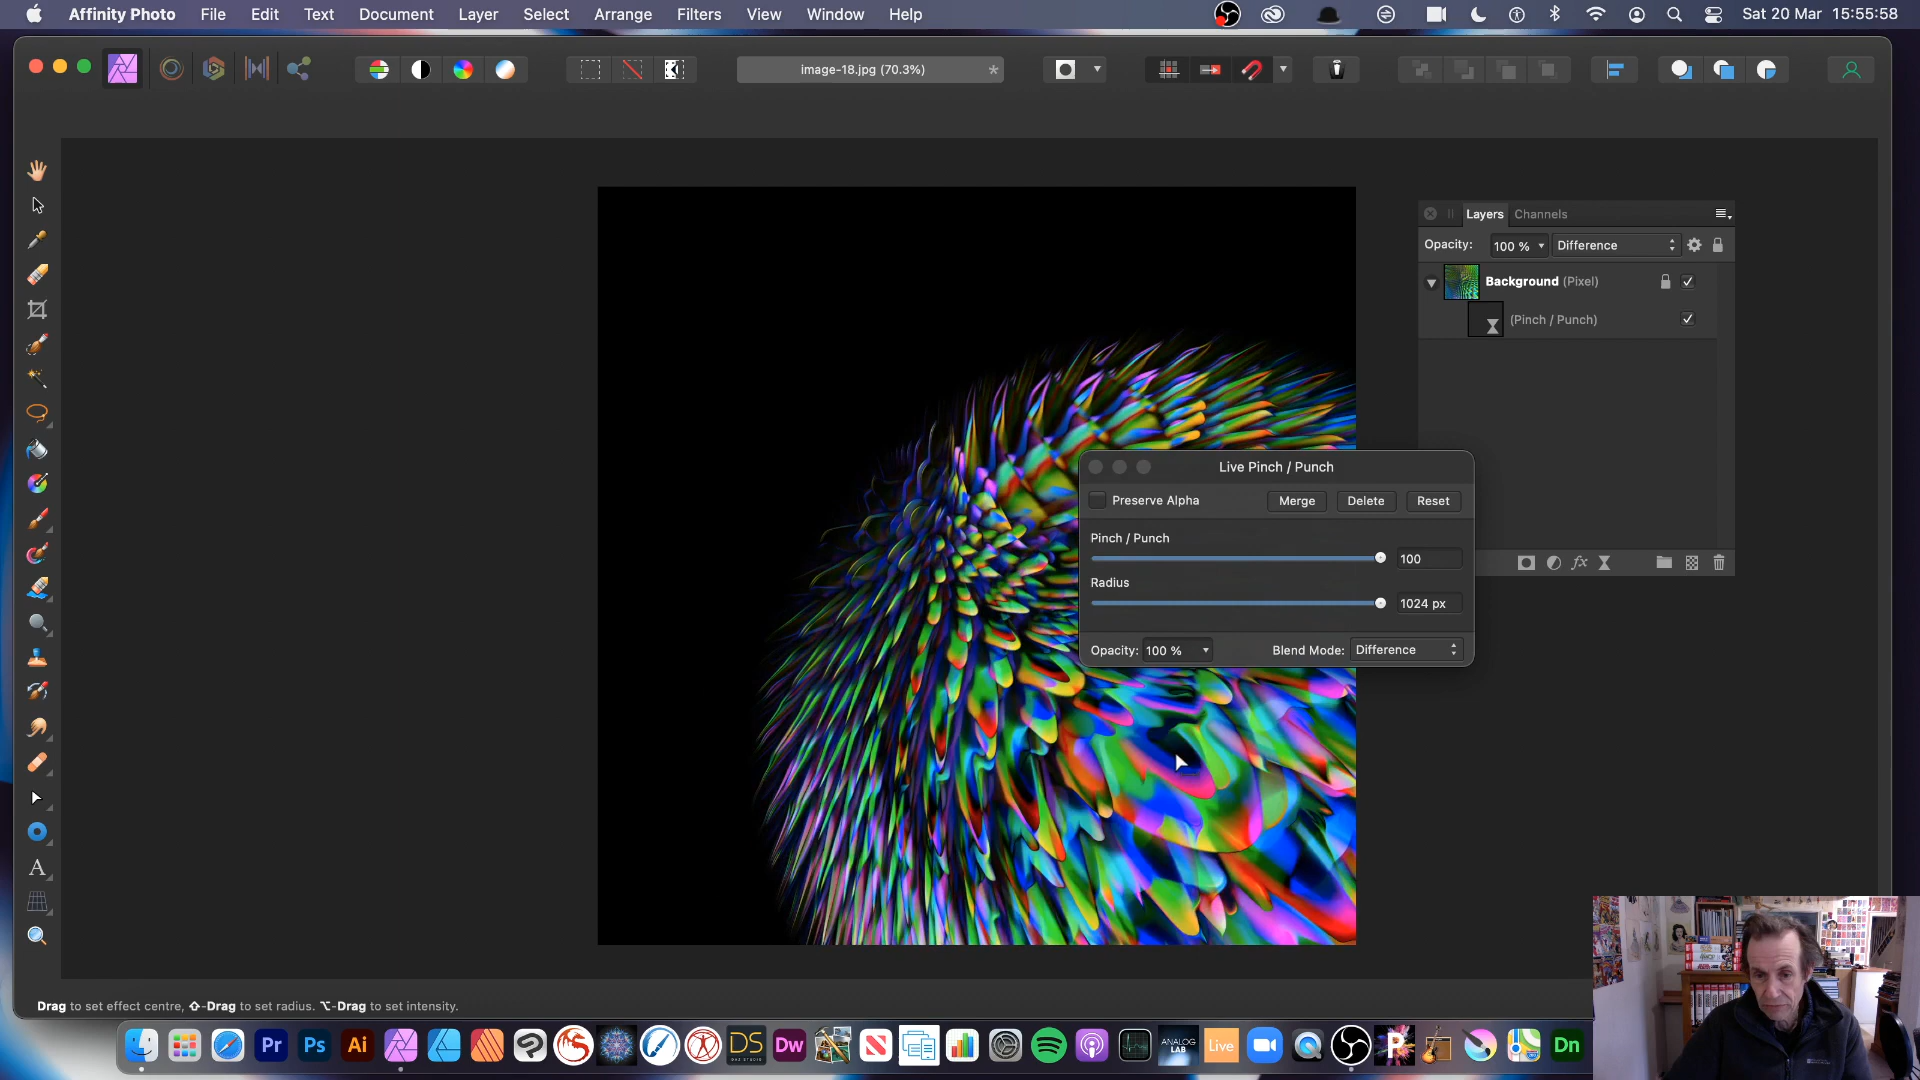 Affinity Photo File Edit Text Document Layer Select Arrange Filters View Window Help Sat 20 Mar 15:55:58
image-18.jpg (70.3%) *
Layers Channels
Opacity: 100 % Difference
Background (Pixel)
(Pinch / Punch)
Live Pinch / Punch
Preserve Alpha Merge Delete Reset
Pinch / Punch
100
Radius
1024 px
Opacity: 100 % Blend Mode: Difference
fx
A
Drag to set effect centre, ⇧-Drag to set radius. ⌥-Drag to set intensity.
Pr Ps Ai DS Dw ANALOG LAB Live P Dn